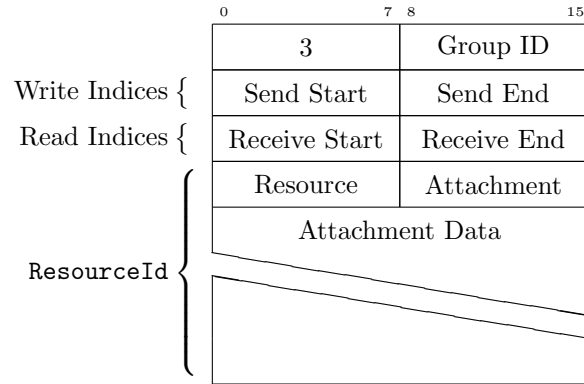 0 7 8 15
3 Group ID
Write Indices { Send Start Send End
Read Indices { Receive Start Receive End
Resource Attachment
Attachment Data
ResourceId {